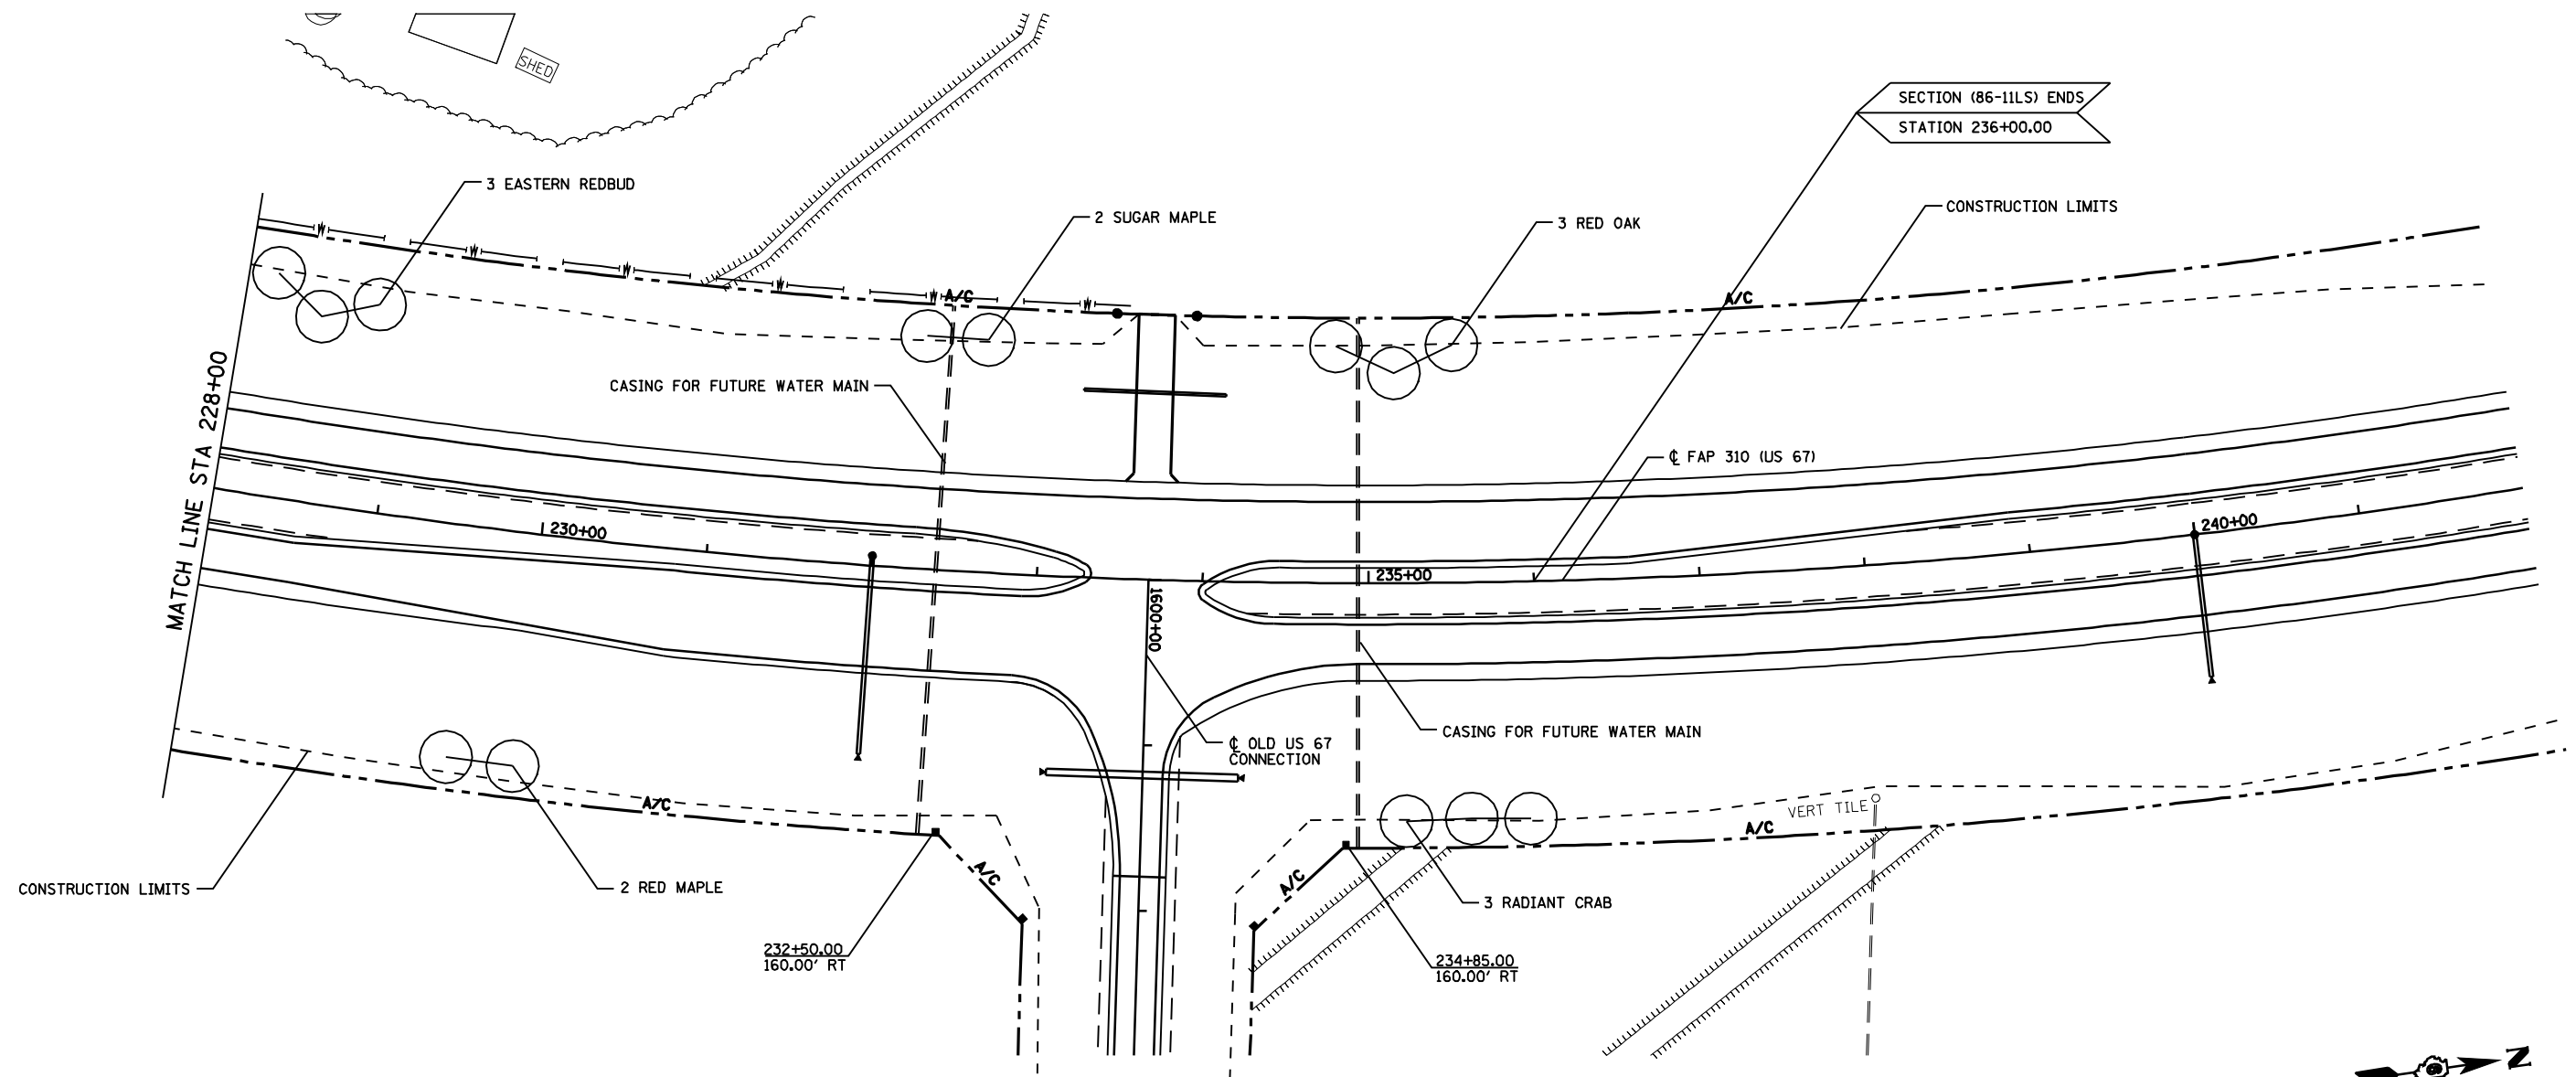 SHED
SECTION (86-11LS) ENDS
STATION 236+00.00
3 EASTERN REDBUD
2 SUGAR MAPLE
3 RED OAK
CONSTRUCTION LIMITS
W
W
W
W
W
W
A/C
A/C
MATCH LINE STA 228+00
CASING FOR FUTURE WATER MAIN
℄ FAP 310 (US 67)
230+00
235+00
240+00
1600+00
℄ OLD US 67
CONNECTION
CASING FOR FUTURE WATER MAIN
A/C
VERT TILE
A/C
A/C
A/C
CONSTRUCTION LIMITS
2 RED MAPLE
3 RADIANT CRAB
232+50.00
160.00' RT
234+85.00
160.00' RT
N